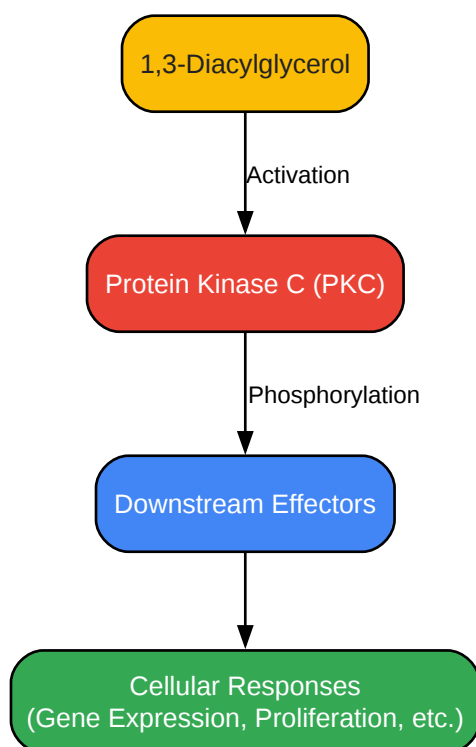 1,3-Diacylglycerol
Activation
Protein Kinase C (PKC)
Phosphorylation
Downstream Effectors
Cellular Responses
(Gene Expression, Proliferation, etc.)